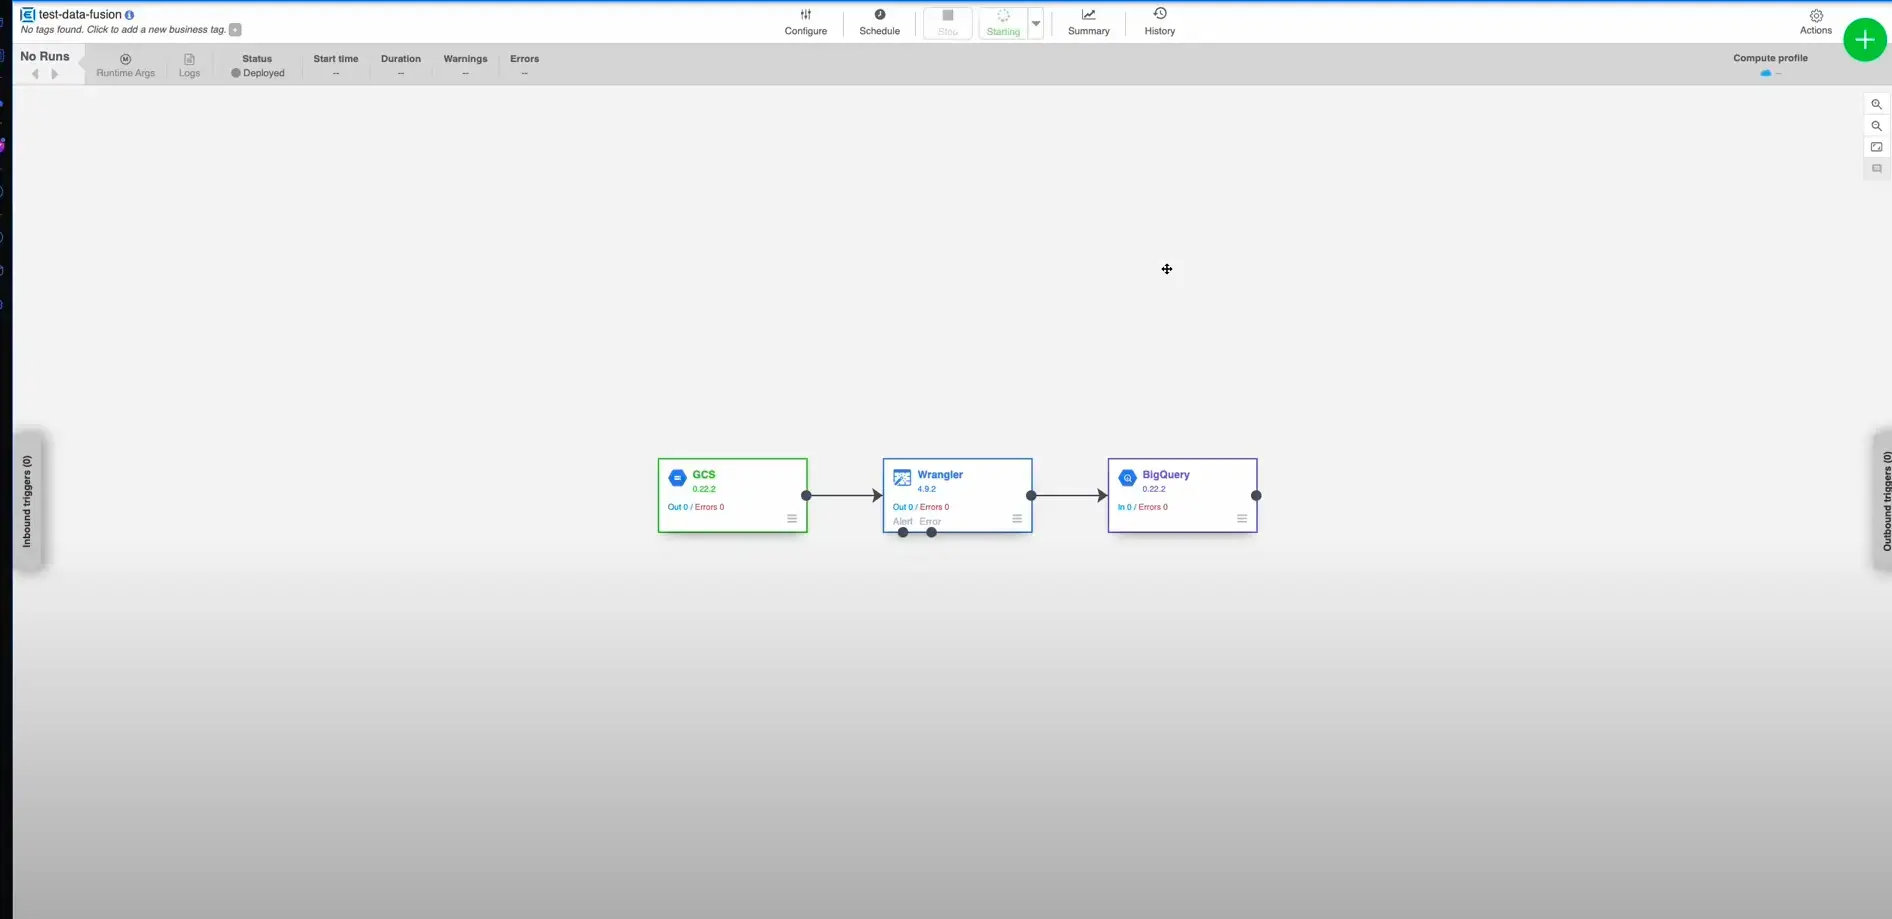 test-data-fusion
No tags found. Click to add a new business tag.
Configure
Schedule
Stop
Starting
Summary
History
Actions
No Runs
Runtime Args
Logs
Status
Deployed
Start time
--
Duration
--
Warnings
--
Errors
--
Compute profile
--
Inbound triggers (0)
GCS
0.22.2
Out 0 / Errors 0
Wrangler
4.9.2
Out 0 / Errors 0
Alert Error
BigQuery
0.22.2
In 0 / Errors 0
Outbound triggers (0)